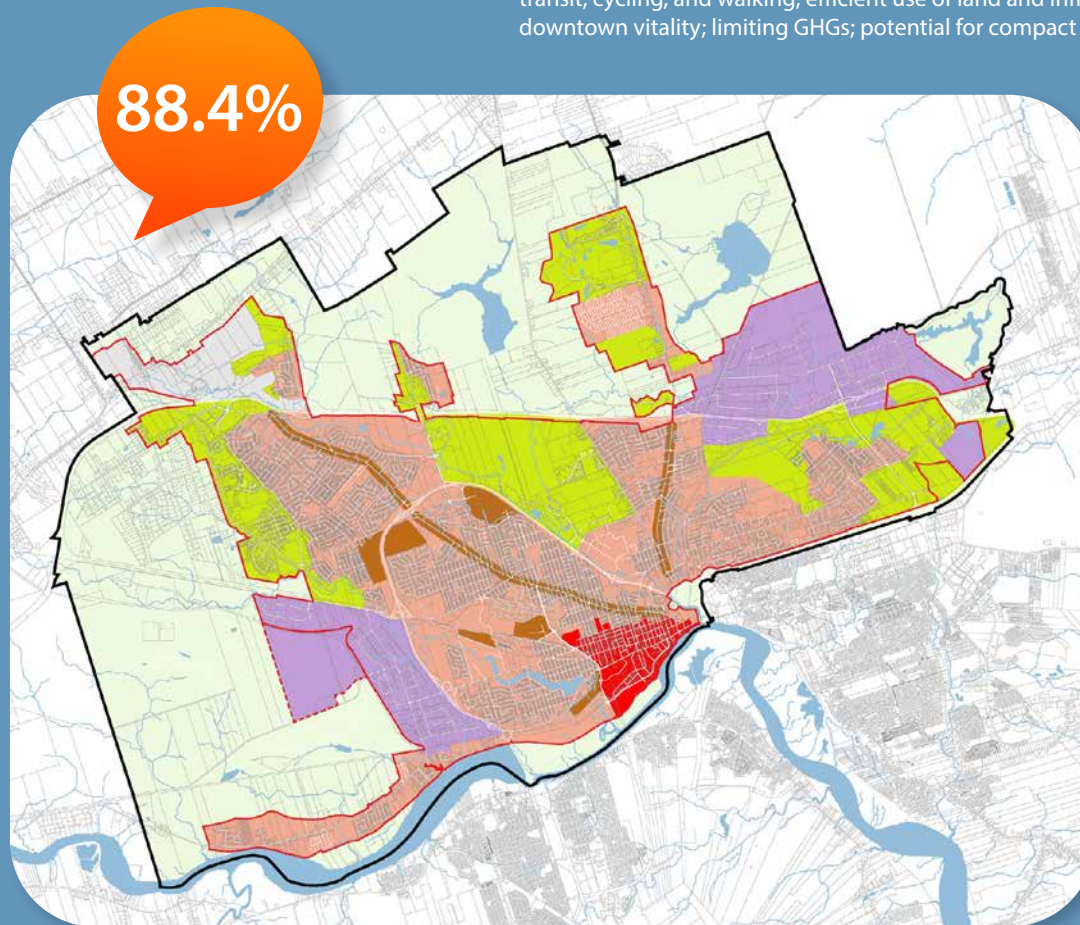 transit, cycling, and walking; efficient use of land and
downtown vitality; limiting GHGs; potential for compact
88.4%